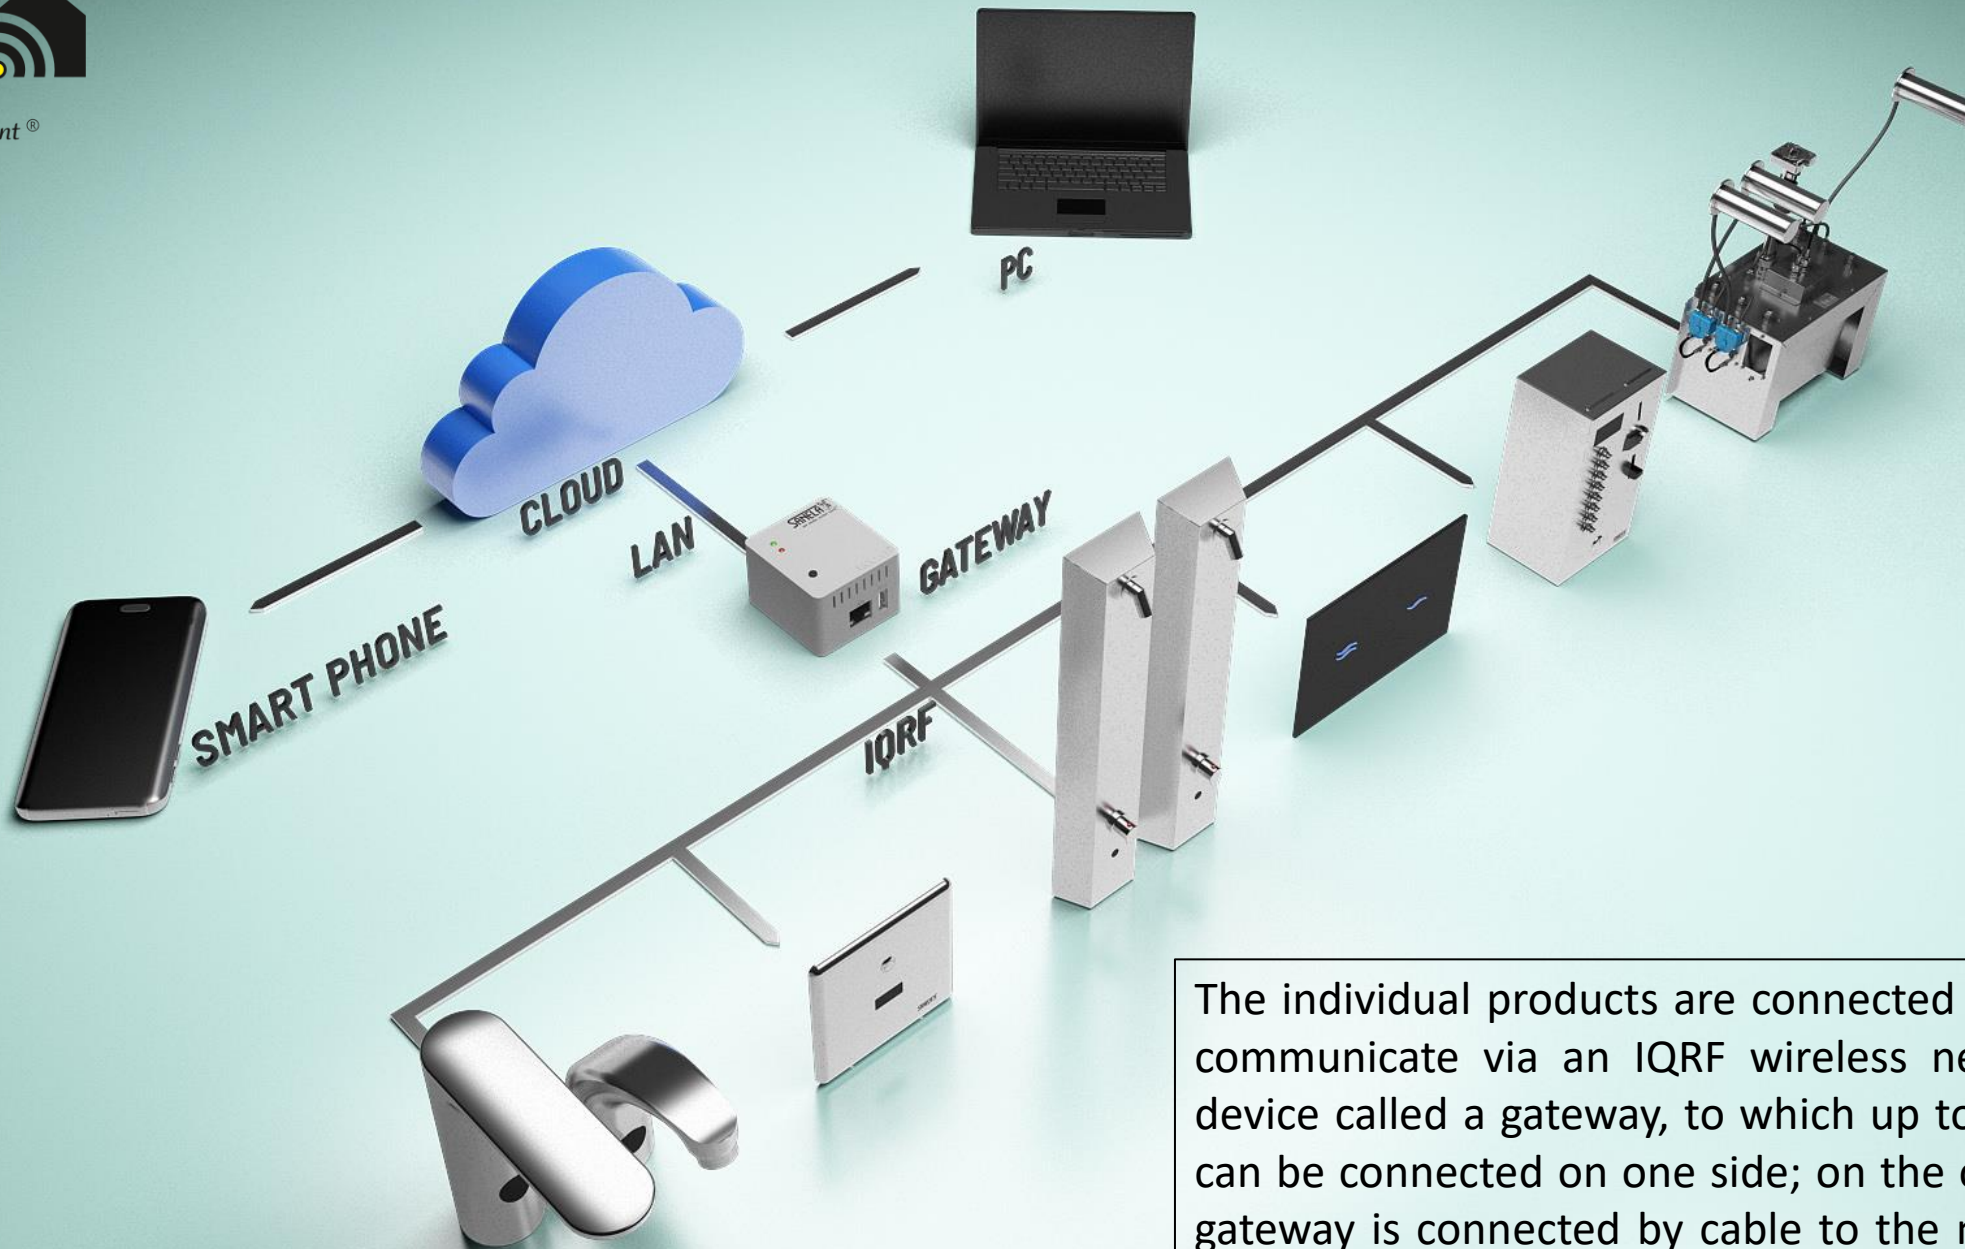 ®
PC
CLOUD
LAN
GATEWAY
SMART PHONE
IQRF
SANELA
The individual products are connected
communicate via an IQRF wireless
device called a gateway, to which up to
can be connected on one side; on the
gateway is connected by cable to the